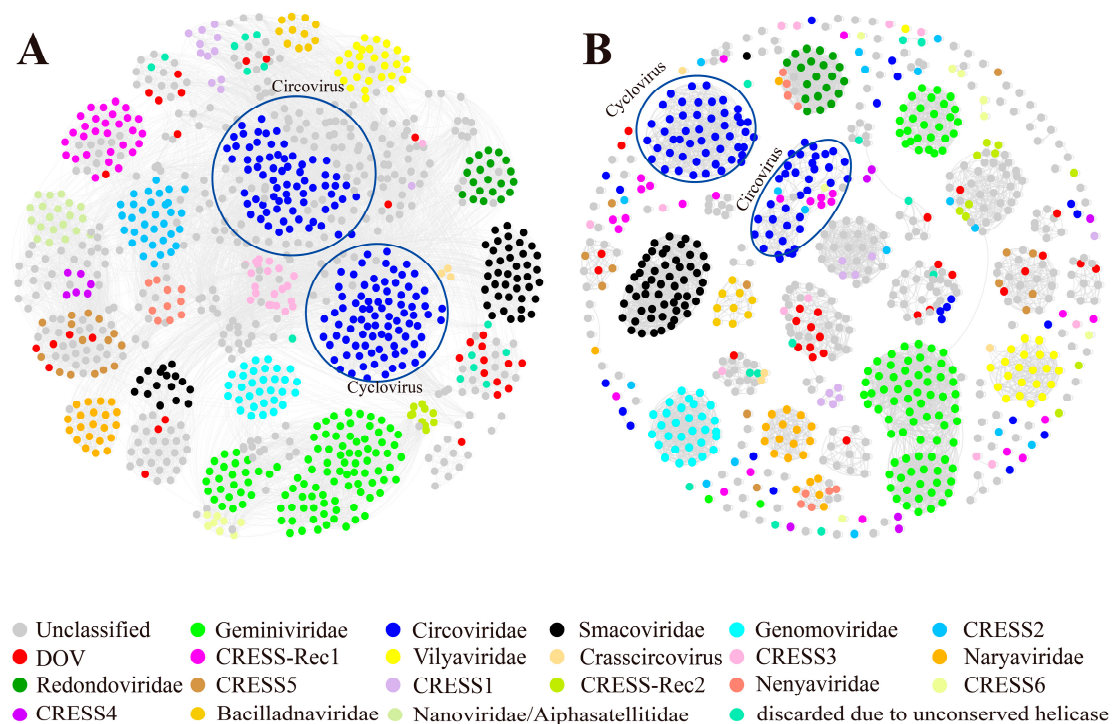 A
B
Circovirus
Cyclovirus
Cyclovirus
Circovirus
Unclassified Geminiviridae Circoviridae Smacoviridae Genomoviridae CRESS2
DOV CRESS-Rec1 Vilyaviridae Crasscircovirus CRESS3 Naryaviridae
Redondoviridae CRESS5 CRESS1 CRESS-Rec2 Nenyaviridae CRESS6
CRESS4 Bacilladnaviridae Nanoviridae/Aiphasatellitidae discarded due to unconserved helicase